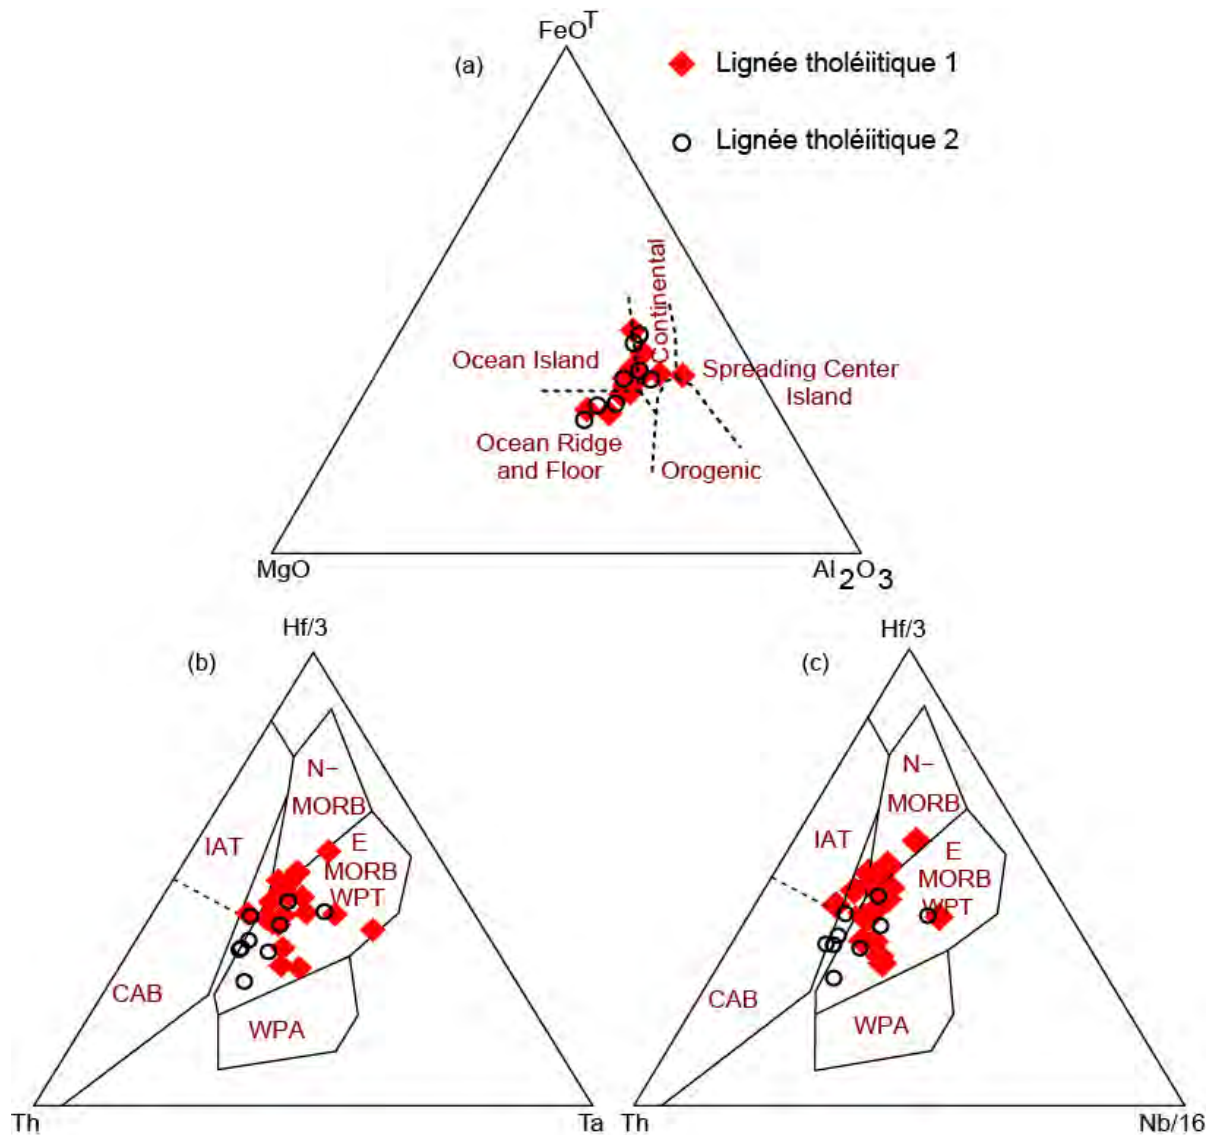 FeOT
(a)
Lignée tholéiitique 1
Lignée tholéiitique 2
Continental
Ocean Island
Spreading Center
Island
Ocean Ridge
and Floor
Orogenic
MgO
Al2O3
Hf/3
(b)
N−
MORB
IAT
E
MORB
WPT
CAB
WPA
Th
Ta
Hf/3
(c)
N−
MORB
IAT
E
MORB
WPT
CAB
WPA
Th
Nb/16